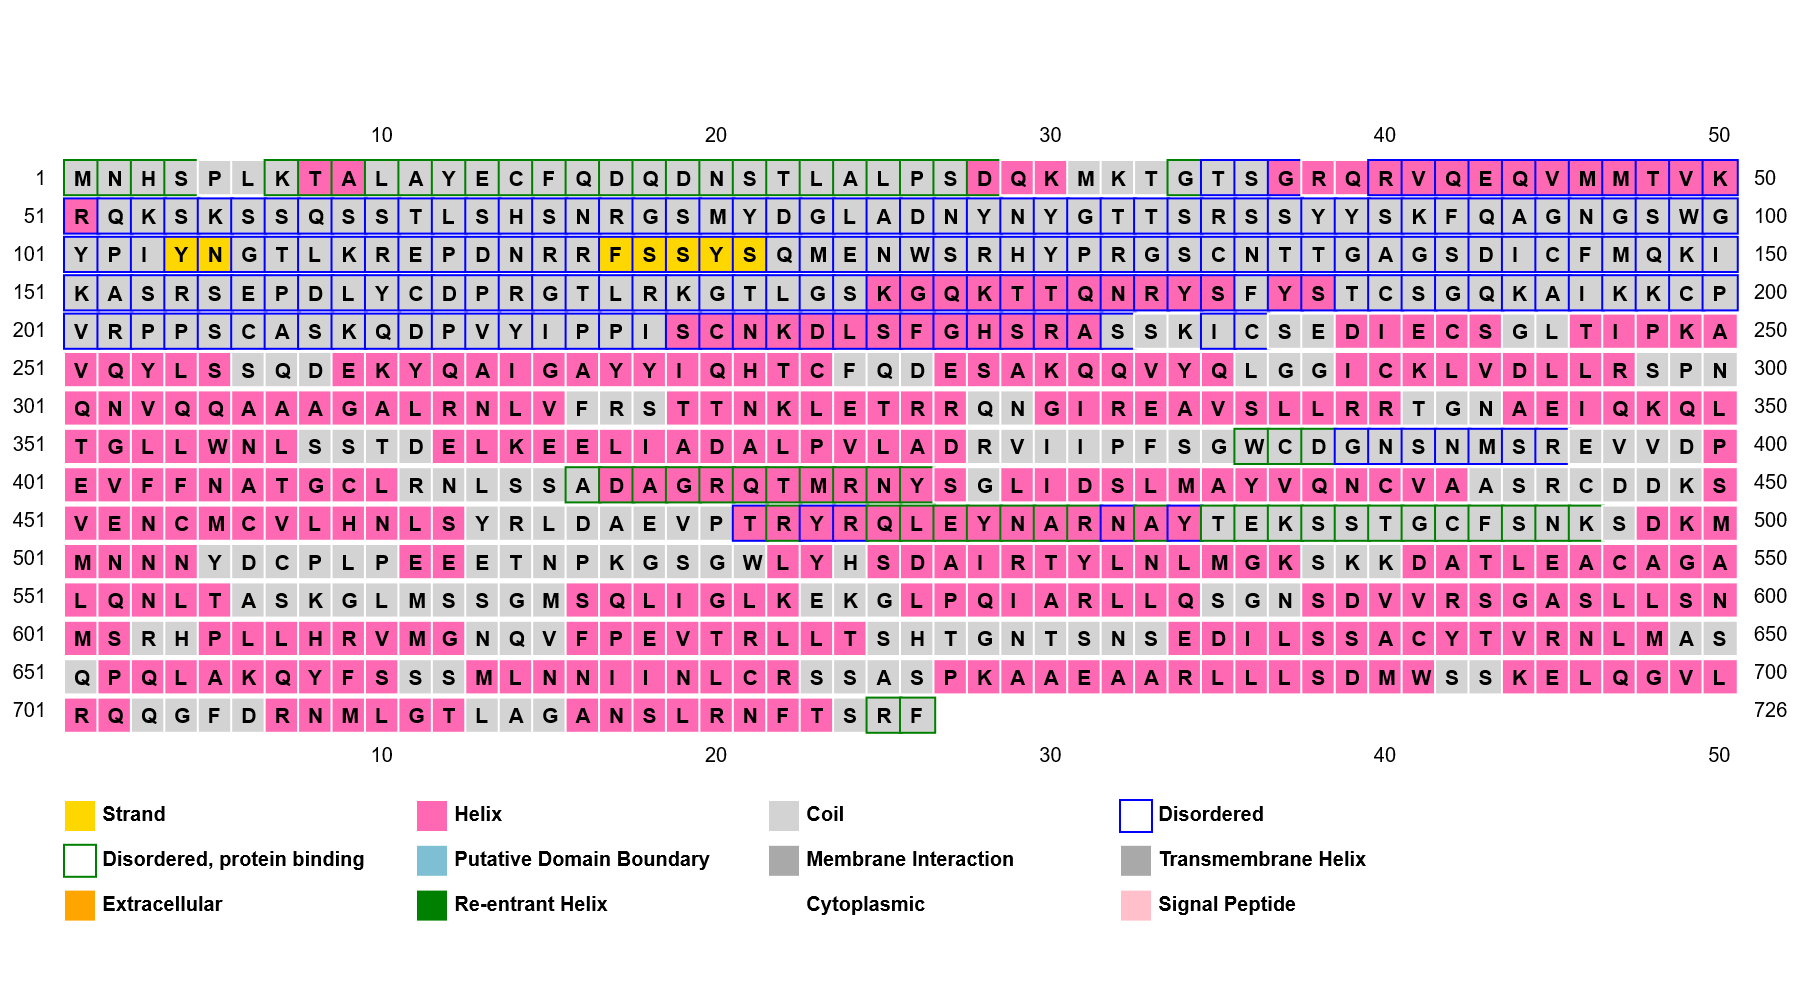 10 20 30 40 50
1 M N H S P L K T A L A Y E C F Q D Q D N S T L A L P S D Q K M K T G T S G R Q R V Q E Q V M M T V K 50
51 R Q K S K S S Q S S T L S H S N R G S M Y D G L A D N Y N Y G T T S R S S Y Y S K F Q A G N G S W G 100
101 Y P I Y N G T L K R E P D N R R F S S Y S Q M E N W S R H Y P R G S C N T T G A G S D I C F M Q K I 150
151 K A S R S E P D L Y C D P R G T L R K G T L G S K G Q K T T Q N R Y S F Y S T C S G Q K A I K K C P 200
201 V R P P S C A S K Q D P V Y I P P I S C N K D L S F G H S R A S S K I C S E D I E C S G L T I P K A 250
251 V Q Y L S S Q D E K Y Q A I G A Y Y I Q H T C F Q D E S A K Q Q V Y Q L G G I C K L V D L L R S P N 300
301 Q N V Q Q A A A G A L R N L V F R S T T N K L E T R R Q N G I R E A V S L L R R T G N A E I Q K Q L 350
351 T G L L W N L S S T D E L K E E L I A D A L P V L A D R V I I P F S G W C D G N S N M S R E V V D P 400
401 E V F F N A T G C L R N L S S A D A G R Q T M R N Y S G L I D S L M A Y V Q N C V A A S R C D D K S 450
451 V E N C M C V L H N L S Y R L D A E V P T R Y R Q L E Y N A R N A Y T E K S S T G C F S N K S D K M 500
501 M N N N Y D C P L P E E E T N P K G S G W L Y H S D A I R T Y L N L M G K S K K D A T L E A C A G A 550
551 L Q N L T A S K G L M S S G M S Q L I G L K E K G L P Q I A R L L Q S G N S D V V R S G A S L L S N 600
601 M S R H P L L H R V M G N Q V F P E V T R L L T S H T G N T S N S E D I L S S A C Y T V R N L M A S 650
651 Q P Q L A K Q Y F S S S M L N N I I N L C R S S A S P K A A E A A R L L L S D M W S S K E L Q G V L 700
701 R Q Q G F D R N M L G T L A G A N S L R N F T S R F 726
10 20 30 40 50
Strand Helix Coil Disordered
Disordered, protein binding Putative Domain Boundary Membrane Interaction Transmembrane Helix
Extracellular Re-entrant Helix Cytoplasmic Signal Peptide